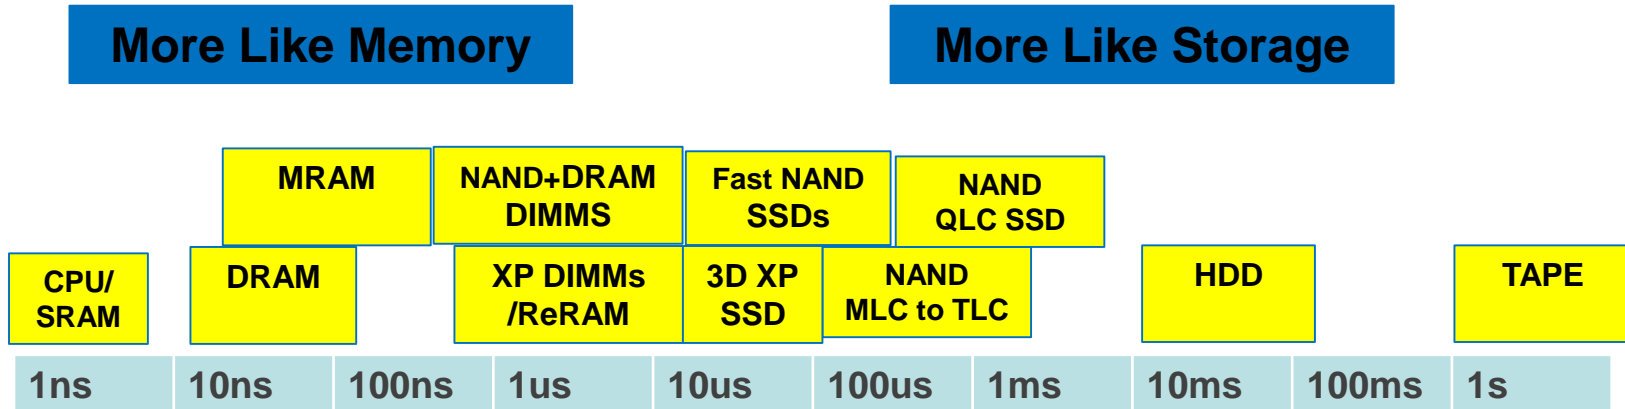 More Like Memory
More Like Storage
MRAM
NAND+DRAM
DIMMS
Fast NAND
SSDs
NAND
QLC SSD
CPU/
SRAM
DRAM
XP DIMMs
/ReRAM
3D XP
SSD
NAND
MLC to TLC
HDD
TAPE
1ns
10ns
100ns
1us
10us
100us
1ms
10ms
100ms
1s